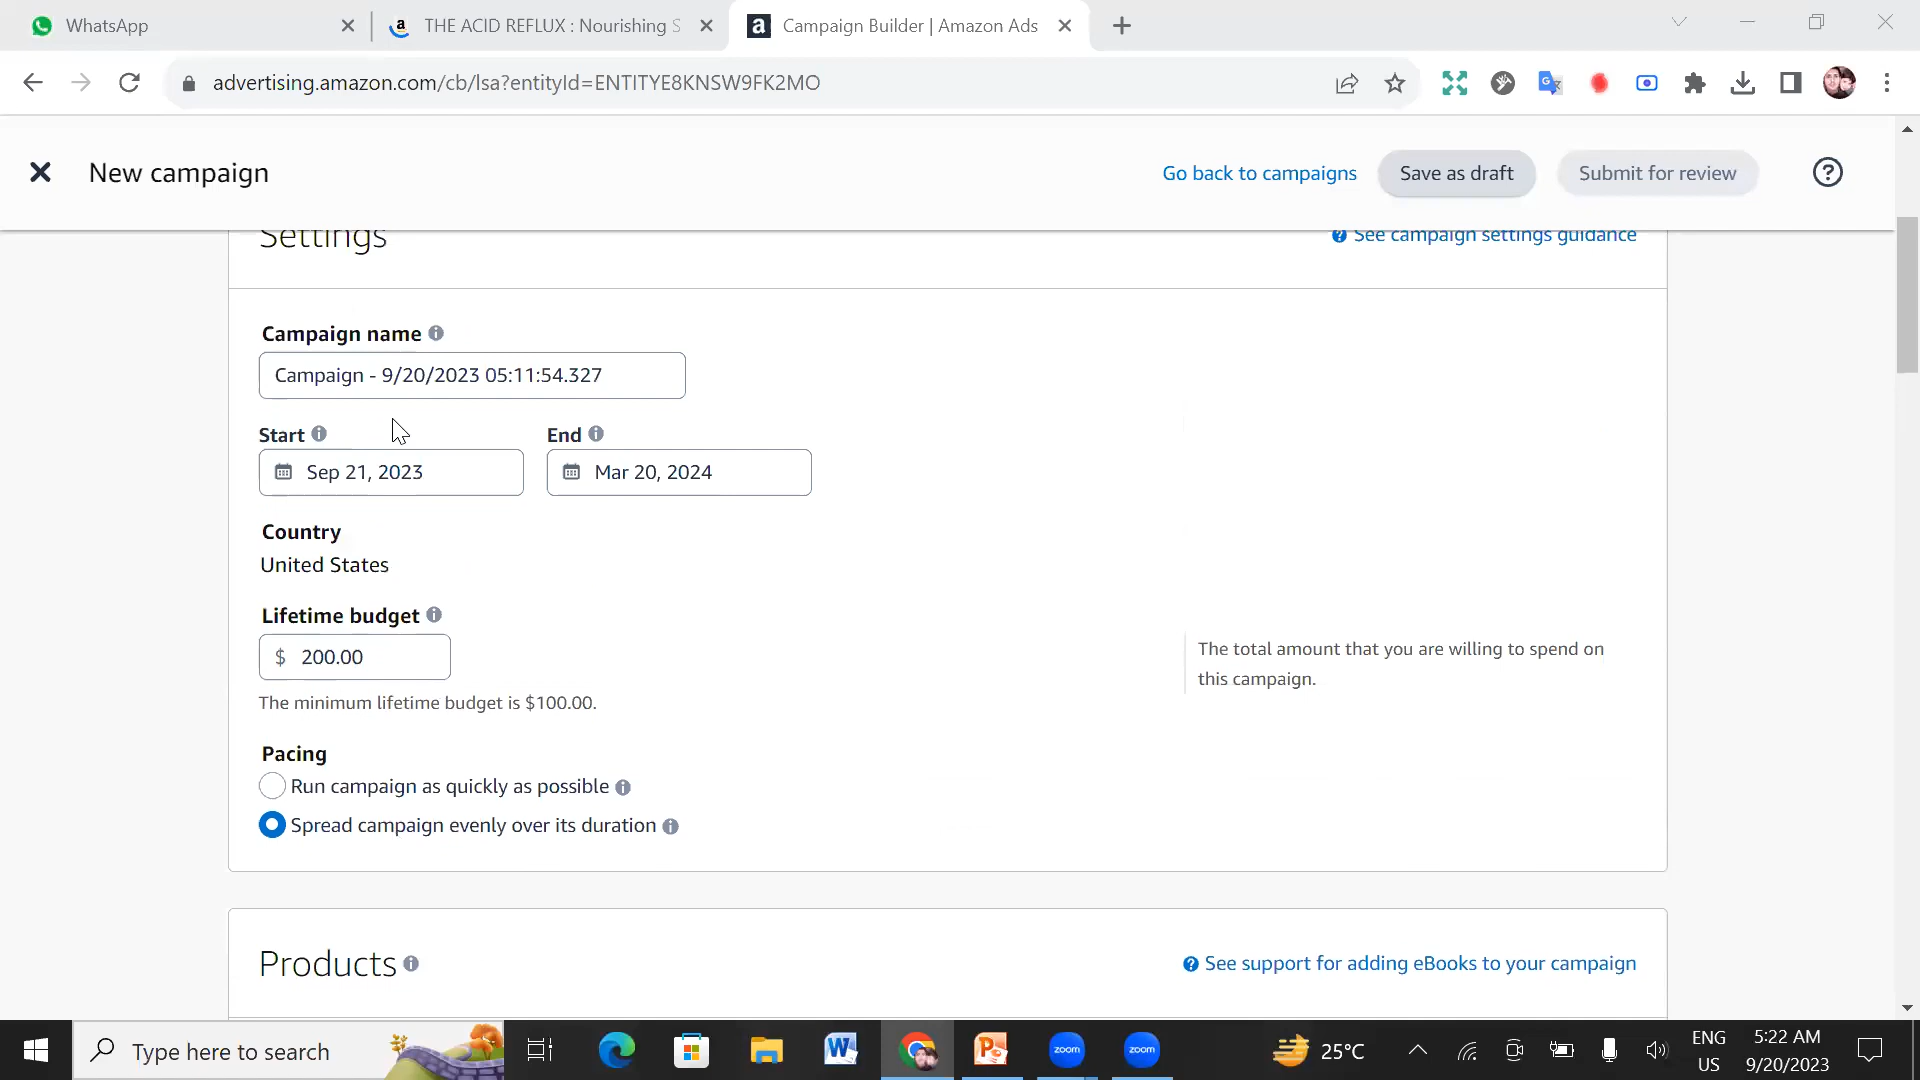 WhatsApp
THE ACID REFLUX : Nourishing S
Campaign Builder | Amazon Ads
advertising.amazon.com/cb/lsa?entityId=ENTITYE8KNSW9FK2MO
New campaign
Go back to campaigns
Save as draft
Submit for review
Settings
See campaign settings guidance
Campaign name
Campaign - 9/20/2023 05:11:54.327
Start
End
Sep 21, 2023
Mar 20, 2024
Country
United States
Lifetime budget
$ 200.00
The total amount that you are willing to spend on
this campaign.
The minimum lifetime budget is $100.00.
Pacing
Run campaign as quickly as possible
Spread campaign evenly over its duration
Products
See support for adding eBooks to your campaign
Type here to search
zoom
zoom
25°C
ENG
US
5:22 AM
9/20/2023